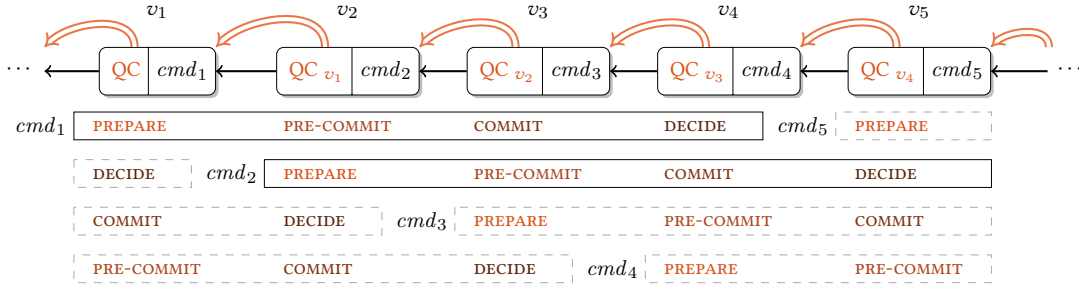 v₁ v₂ v₃ v₄ v₅
⋯ QC cmd₁ QC v₁ cmd₂ QC v₂ cmd₃ QC v₃ cmd₄ QC v₄ cmd₅ ⋯
cmd₁ PREPARE PRE-COMMIT COMMIT DECIDE cmd₅ PREPARE
DECIDE cmd₂ PREPARE PRE-COMMIT COMMIT DECIDE
COMMIT DECIDE cmd₃ PREPARE PRE-COMMIT COMMIT
PRE-COMMIT COMMIT DECIDE cmd₄ PREPARE PRE-COMMIT